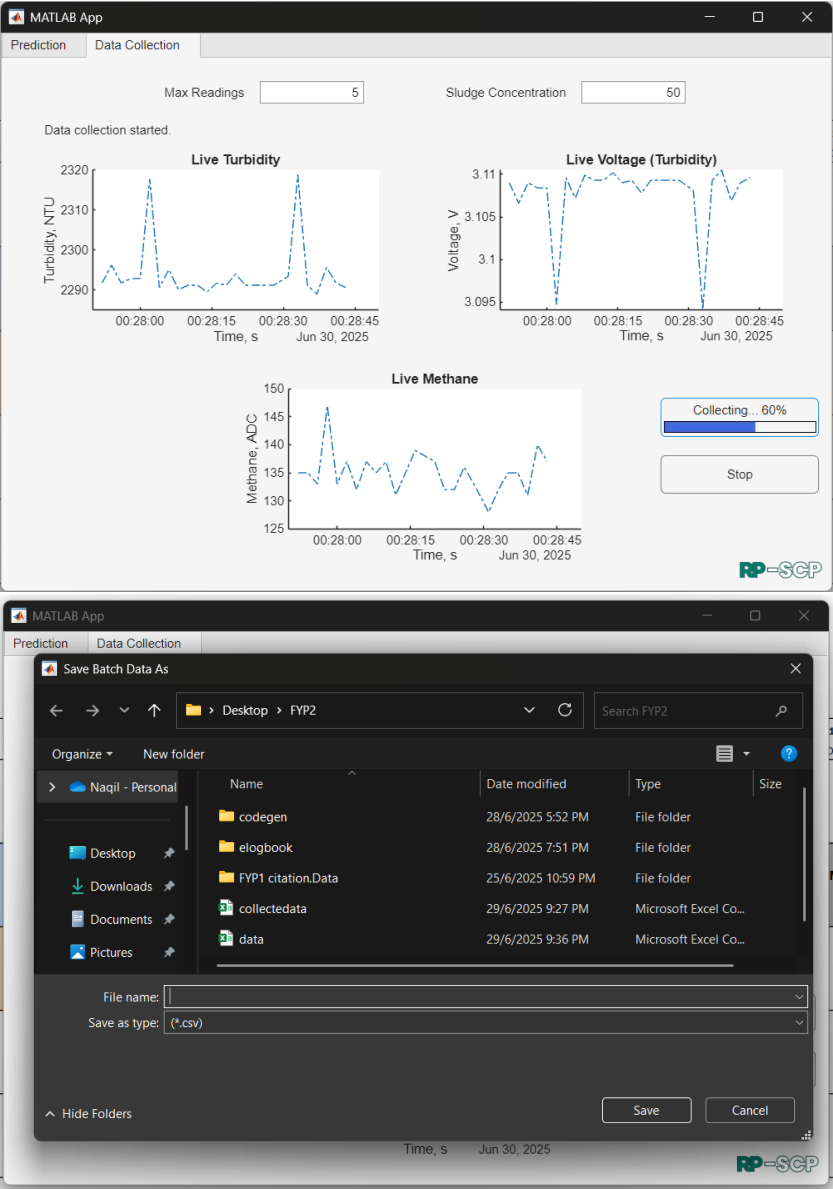 MATLAB App
Prediction Data Collection
Max Readings 5 Sludge Concentration 50
Data collection started.
Live Turbidity
Turbidity, NTU
2320
2310
2300
2290
00:28:00 00:28:15 00:28:30 00:28:45
Time, s Jun 30, 2025
Live Voltage (Turbidity)
Voltage, V
3.11
3.105
3.1
3.095
00:28:00 00:28:15 00:28:30 00:28:45
Time, s Jun 30, 2025
Live Methane
Methane, ADC
150
145
140
135
130
125
00:28:00 00:28:15 00:28:30 00:28:45
Time, s Jun 30, 2025
Collecting... 60%
Stop
RP-SCP
MATLAB App
Prediction Data Collection
Save Batch Data As
Desktop > FYP2 Search FYP2
Organize New folder
Naqil - Personal
Desktop
Downloads
Documents
Pictures
Name Date modified Type Size
codegen 28/6/2025 5:52 PM File folder
elogbook 28/6/2025 7:51 PM File folder
FYP1 citation.Data 25/6/2025 10:59 PM File folder
collectedata 29/6/2025 9:27 PM Microsoft Excel Co...
data 29/6/2025 9:36 PM Microsoft Excel Co...
File name:
Save as type: (*.csv)
Hide Folders Save Cancel
Time, s Jun 30, 2025
RP-SCP